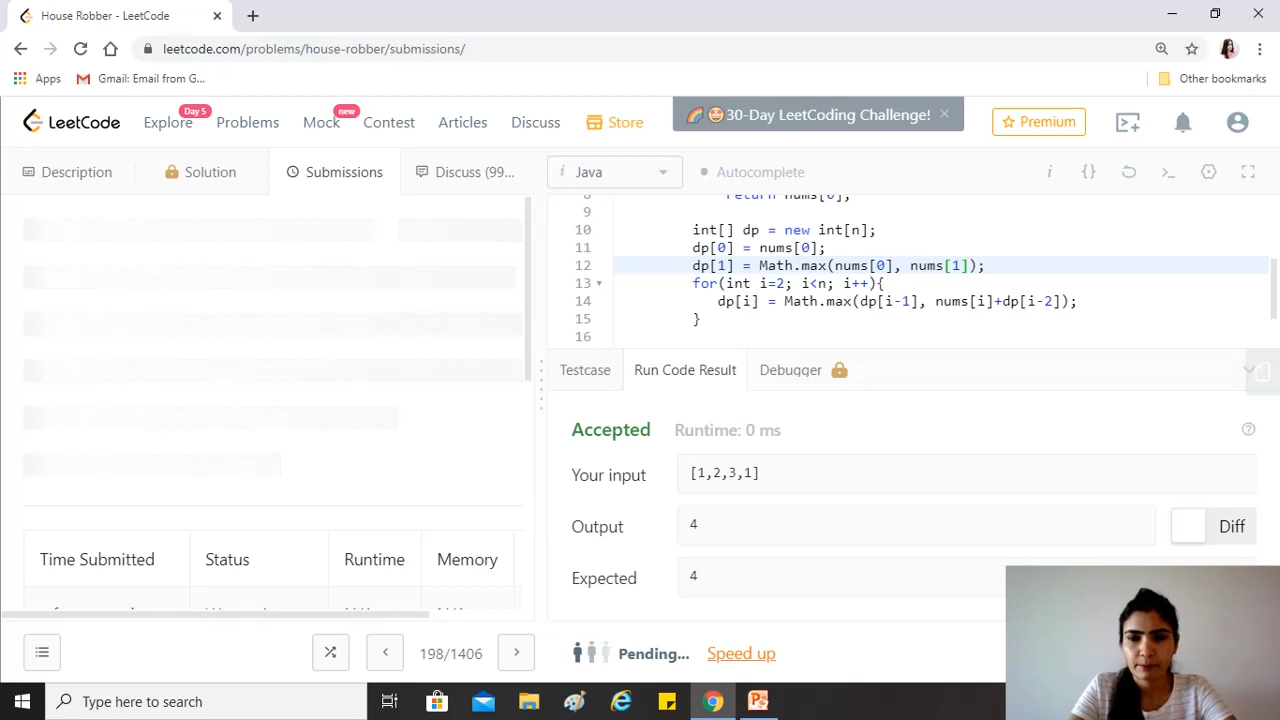 House Robber - LeetCode
leetcode.com/problems/house-robber/submissions/
Apps Gmail: Email from G... Other bookmarks
LeetCode Explore Day 5 Problems Mock new Contest Articles Discuss Store 30-Day LeetCoding Challenge! Premium
Description Solution Submissions Discuss (99... i Java Autocomplete
8 return nums[0];
9
10 int[] dp = new int[n];
11 dp[0] = nums[0];
12 dp[1] = Math.max(nums[0], nums[1]);
13 for(int i=2; i<n; i++){
14 dp[i] = Math.max(dp[i-1], nums[i]+dp[i-2]);
15 }
16
Testcase Run Code Result Debugger
Accepted Runtime: 0 ms
Your input [1,2,3,1]
Output 4 Diff
Expected 4
Time Submitted Status Runtime Memory
198/1406 Pending... Speed up
Type here to search